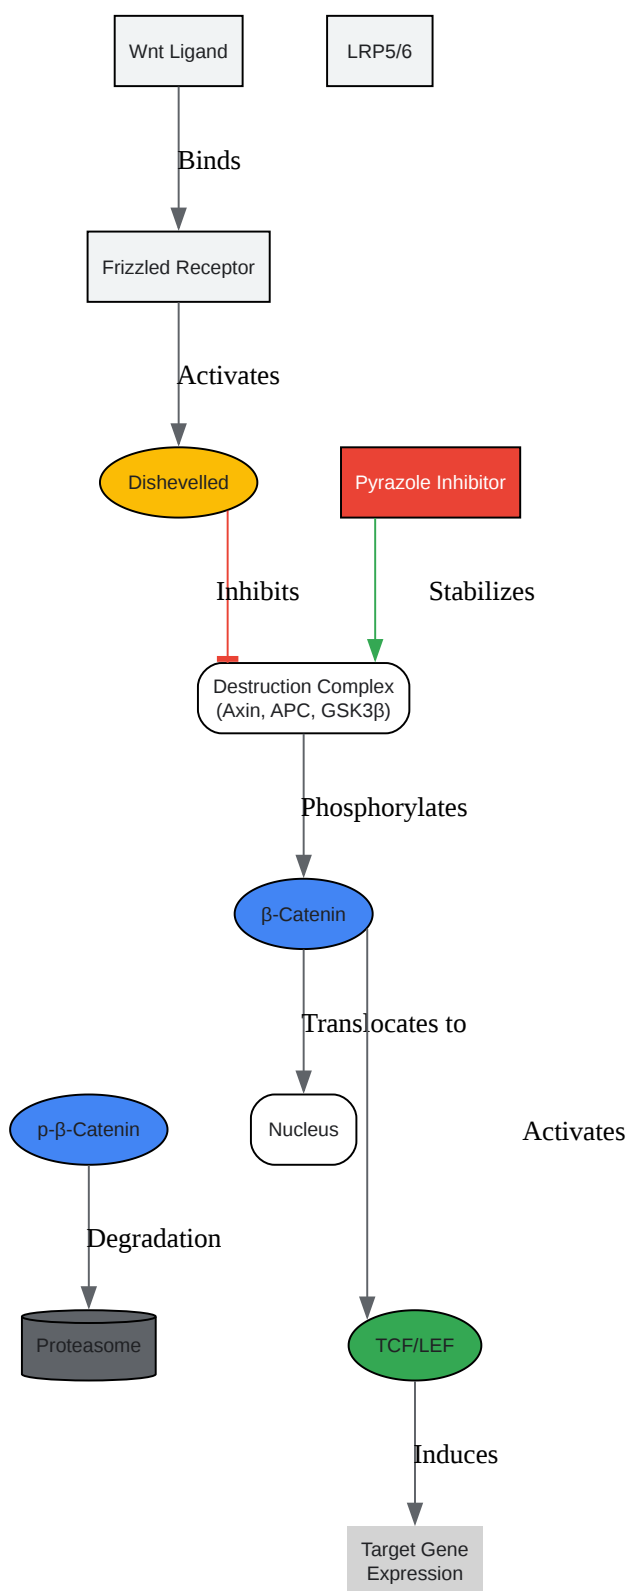 Wnt Ligand
LRP5/6
Binds
Frizzled Receptor
Activates
Dishevelled
Pyrazole Inhibitor
Inhibits
Stabilizes
Destruction Complex
(Axin, APC, GSK3β)
Phosphorylates
β-Catenin
Translocates to
p-β-Catenin
Nucleus
Activates
Degradation
Proteasome
TCF/LEF
Induces
Target Gene
Expression